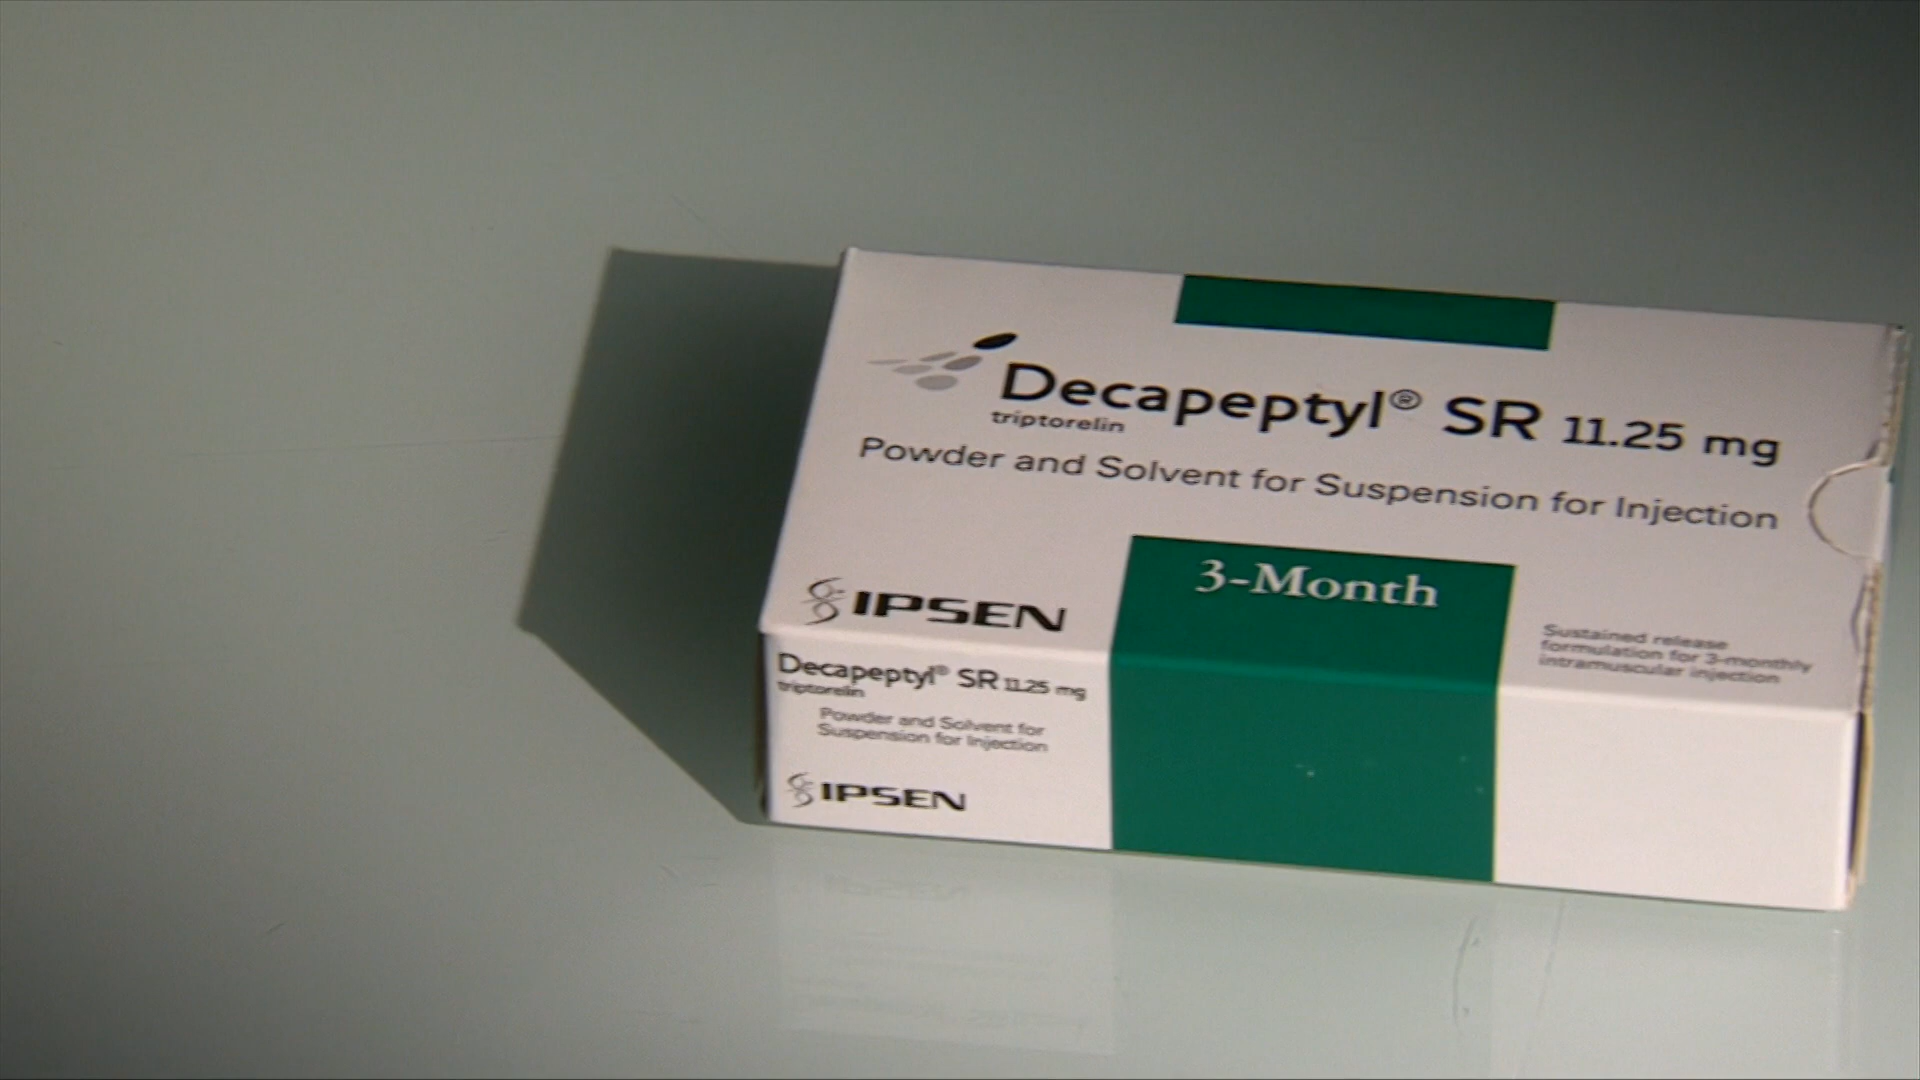 Decapeptyl® SR 11.25 mg
triptorelin
Powder and Solvent for Suspension for Injection
3-Month
IPSEN
Sustained release
formulation for 3-monthly
intramuscular injection
Decapeptyl® SR 11.25 mg
triptorelin
Powder and Solvent for
Suspension for Injection
IPSEN